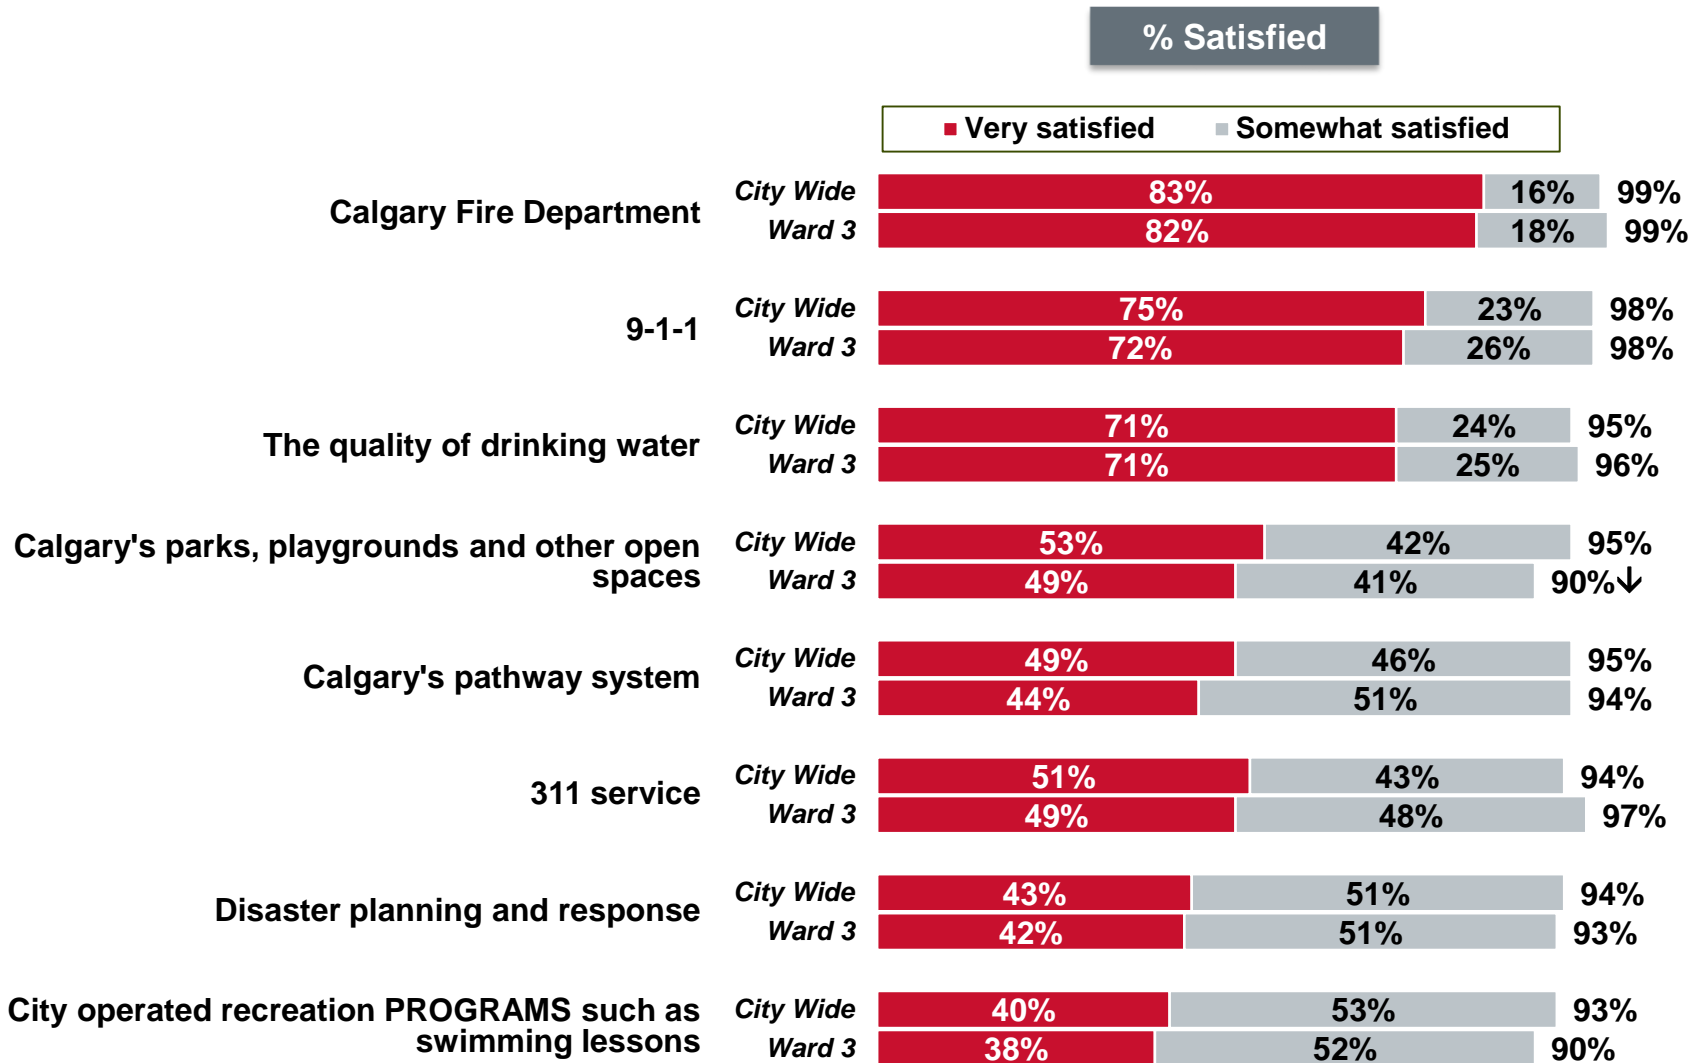 % Satisfied
Very satisfied Somewhat satisfied
Calgary Fire Department
City Wide 83% 16% 99%
Ward 3 82% 18% 99%
9-1-1
City Wide 75% 23% 98%
Ward 3 72% 26% 98%
The quality of drinking water
City Wide 71% 24% 95%
Ward 3 71% 25% 96%
Calgary's parks, playgrounds and other open
spaces
City Wide 53% 42% 95%
Ward 3 49% 41% 90%↓
Calgary's pathway system
City Wide 49% 46% 95%
Ward 3 44% 51% 94%
311 service
City Wide 51% 43% 94%
Ward 3 49% 48% 97%
Disaster planning and response
City Wide 43% 51% 94%
Ward 3 42% 51% 93%
City operated recreation PROGRAMS such as
swimming lessons
City Wide 40% 53% 93%
Ward 3 38% 52% 90%